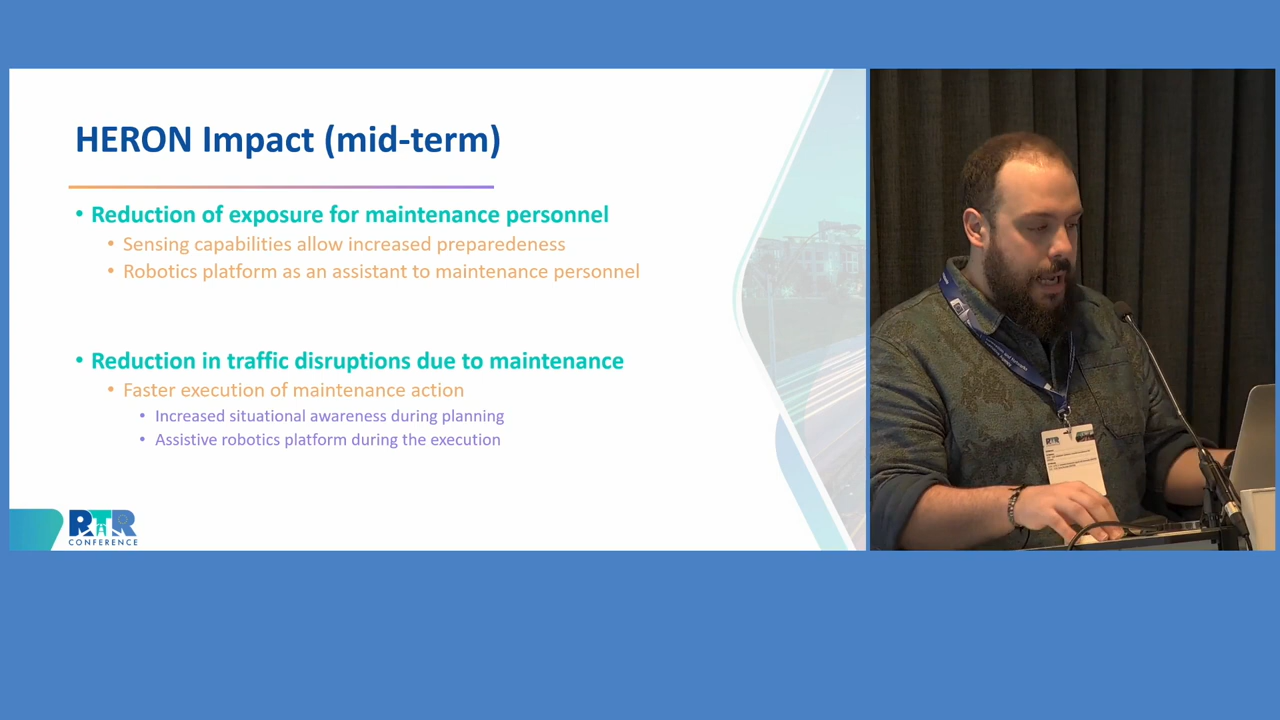 HERON Impact (mid-term)
• Reduction of exposure for maintenance personnel
• Sensing capabilities allow increased preparedeness
• Robotics platform as an assistant to maintenance personnel
• Reduction in traffic disruptions due to maintenance
• Faster execution of maintenance action
• Increased situational awareness during planning
• Assistive robotics platform during the execution
RTR
CONFERENCE
RTR